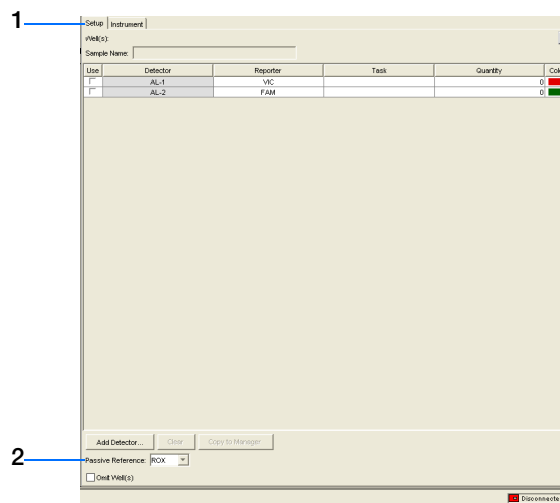 1
Setup Instrument
Well(s):
Sample Name:
Use Detector Reporter Task Quantity
AL-1 VIC 0
AL-2 FAM 0
Add Detector... Clear Copy to Manager
2
Passive Reference: ROX
Omit Well(s)